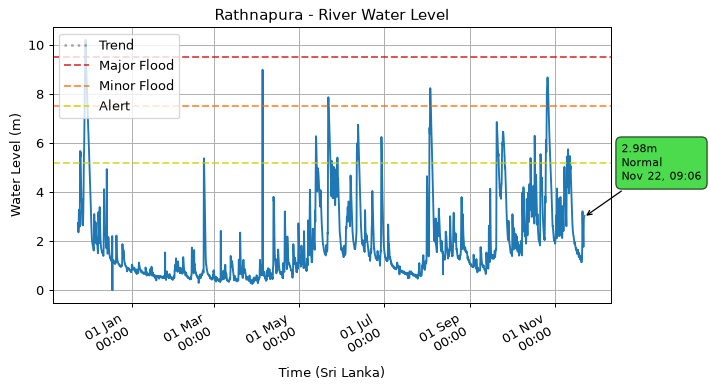 Rathnapura - River Water Level
Trend
Major Flood
Minor Flood
Alert
Water Level (m)
10
8
6
4
2
0
2.98m
Normal
Nov 22, 09:06
01 Jan
00:00
01 Mar
00:00
01 May
00:00
01 Jul
00:00
01 Sep
00:00
01 Nov
00:00
Time (Sri Lanka)